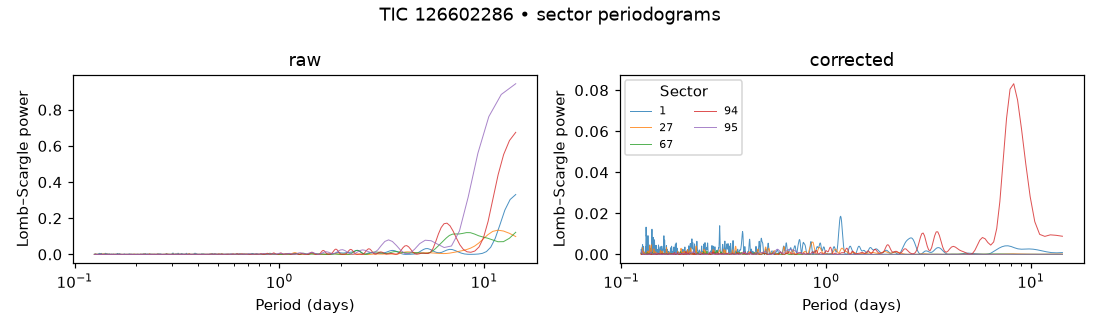 TIC 126602286 • sector periodograms
raw
Lomb–Scargle power
0.8
0.6
0.4
0.2
0.0
10⁻¹
10⁰
10¹
Period (days)
corrected
Lomb–Scargle power
0.08
0.06
0.04
0.02
0.00
Sector
1
27
67
94
95
10⁻¹
10⁰
10¹
Period (days)